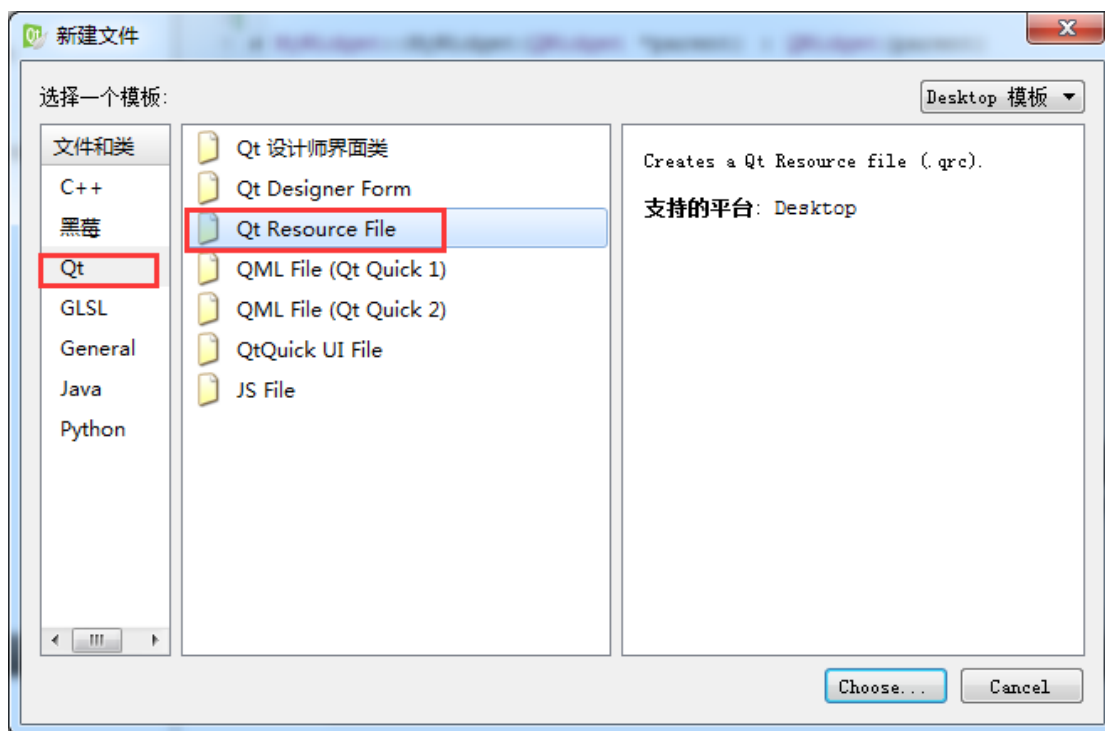 新建文件
选择一个模板:
Desktop 模板
文件和类
C++
黑莓
Qt
GLSL
General
Java
Python
Qt 设计师界面类
Qt Designer Form
Qt Resource File
QML File (Qt Quick 1)
QML File (Qt Quick 2)
QtQuick UI File
JS File
Creates a Qt Resource file (.qrc).
支持的平台: Desktop
Choose...
Cancel